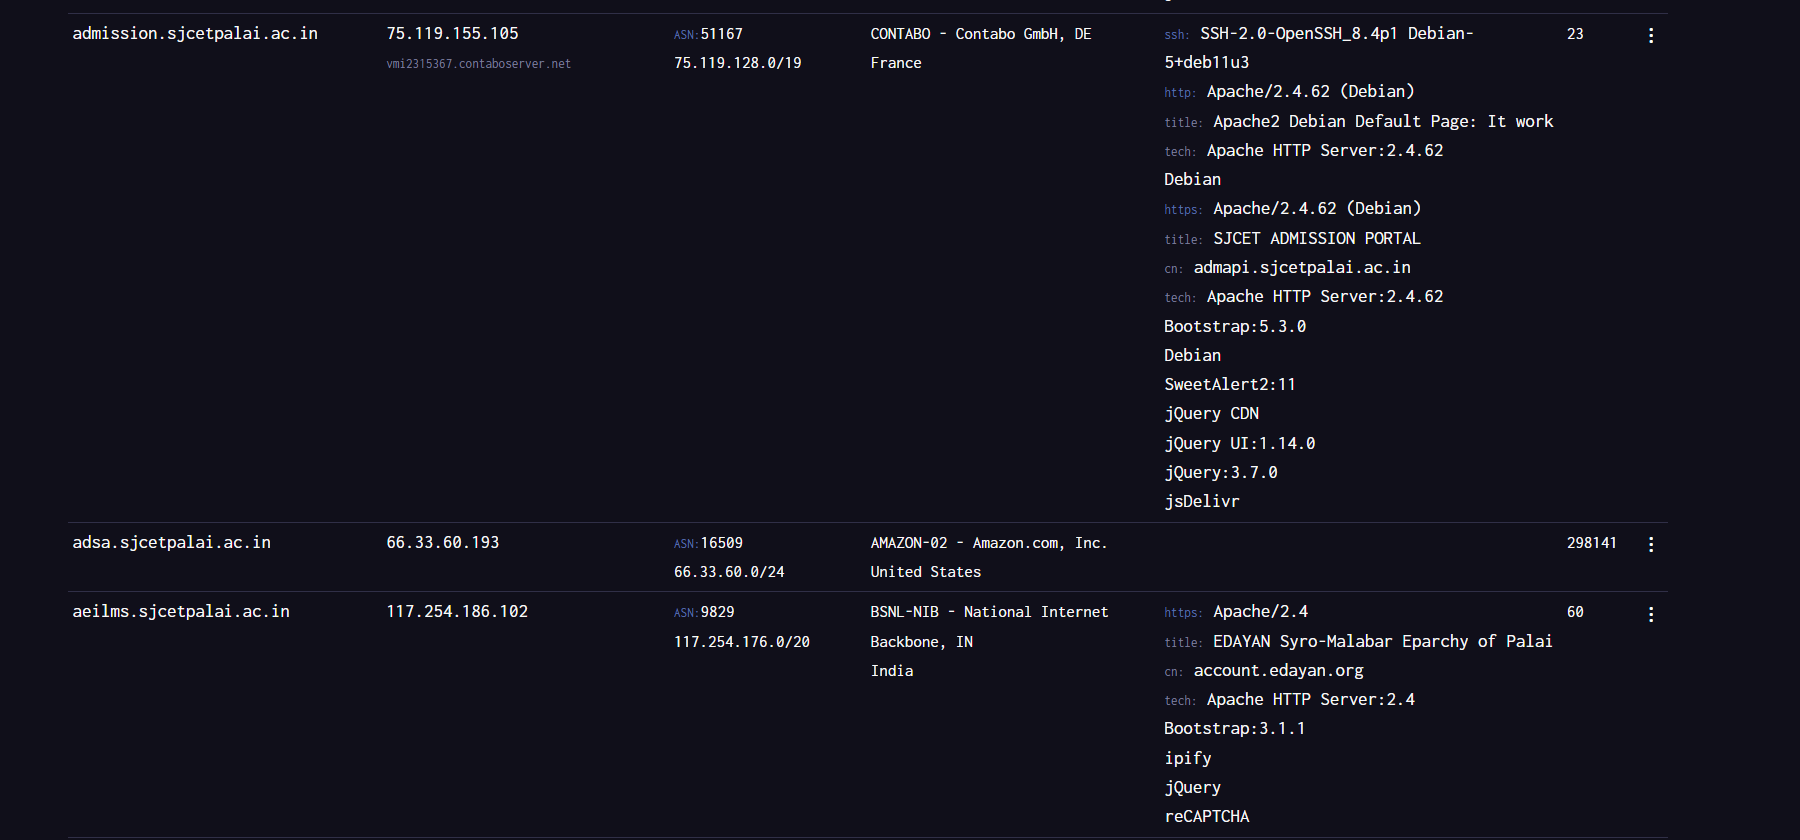 admission.sjcetpalai.ac.in 75.119.155.105 ASN:51167 CONTABO - Contabo GmbH, DE ssh: SSH-2.0-OpenSSH_8.4p1 Debian- 23
vmi2315367.contaboserver.net 75.119.128.0/19 France 5+deb11u3
http: Apache/2.4.62 (Debian)
title: Apache2 Debian Default Page: It work
tech: Apache HTTP Server:2.4.62
Debian
https: Apache/2.4.62 (Debian)
title: SJCET ADMISSION PORTAL
cn: admapi.sjcetpalai.ac.in
tech: Apache HTTP Server:2.4.62
Bootstrap:5.3.0
Debian
SweetAlert2:11
jQuery CDN
jQuery UI:1.14.0
jQuery:3.7.0
jsDelivr
adsa.sjcetpalai.ac.in 66.33.60.193 ASN:16509 AMAZON-02 - Amazon.com, Inc. 298141
66.33.60.0/24 United States
aeilms.sjcetpalai.ac.in 117.254.186.102 ASN:9829 BSNL-NIB - National Internet https: Apache/2.4 60
117.254.176.0/20 Backbone, IN title: EDAYAN Syro-Malabar Eparchy of Palai
India cn: account.edayan.org
tech: Apache HTTP Server:2.4
Bootstrap:3.1.1
ipify
jQuery
reCAPTCHA